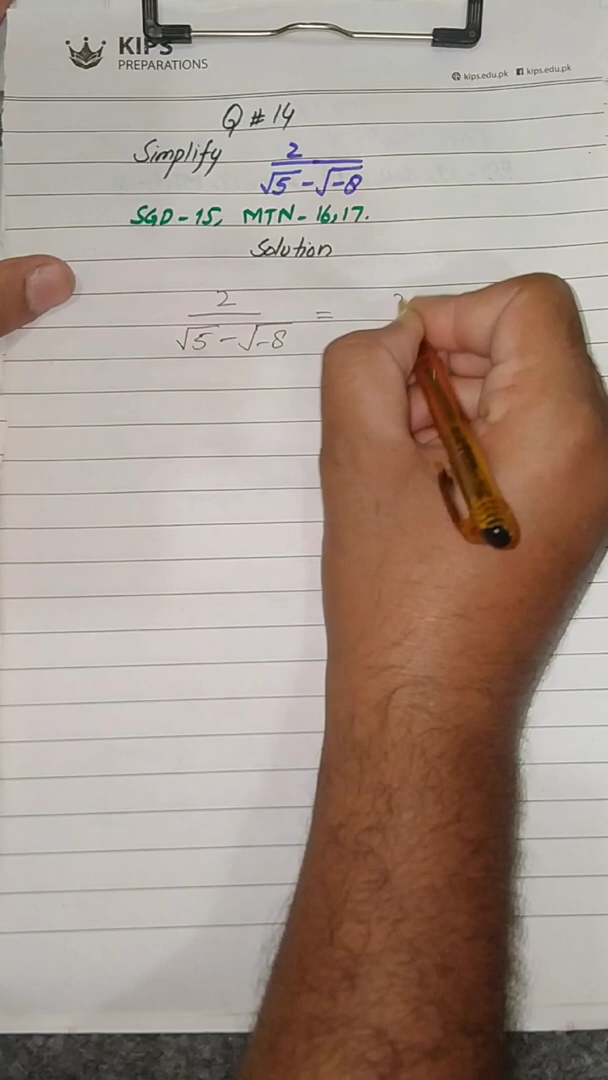 KIPS
PREPARATIONS
kips.edu.pk kips.edu.pk
Q # 14
Simplify 2/(√5 - √-8)
SGD - 15, MTN - 16,17.
Solution
2/(√5 - √-8) =